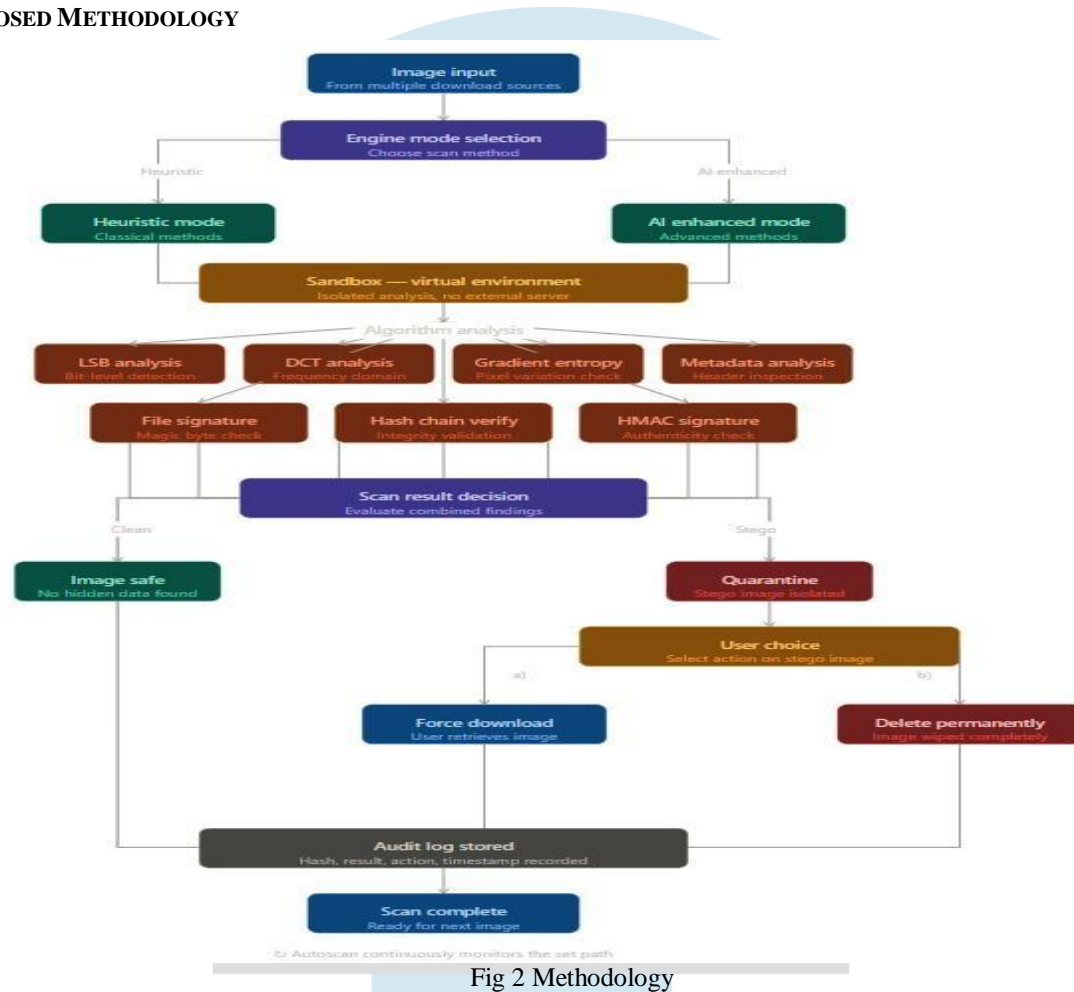 OSED METHODOLOGY
Image input
From multiple download sources
Engine mode selection
Choose scan method
Heuristic
AI-enhanced
Heuristic mode
Classical methods
AI enhanced mode
Advanced methods
Sandbox — virtual environment
Isolated analysis, no external server
Algorithm analysis
LSB analysis
Bit-level detection
DCT analysis
Frequency domain
Gradient entropy
Pixel variation check
Metadata analysis
Header inspection
File signature
Magic byte check
Hash chain verify
Integrity validation
HMAC signature
Authenticity check
Scan result decision
Evaluate combined findings
Clean
Stego
Image safe
No hidden data found
Quarantine
Stego image isolated
User choice
Select action on stego image
a)
b)
Force download
User retrieves image
Delete permanently
Image wiped completely
Audit log stored
Hash, result, action, timestamp recorded
Scan complete
Ready for next image
↻ Autoscan continuously monitors the set path
Fig 2 Methodology